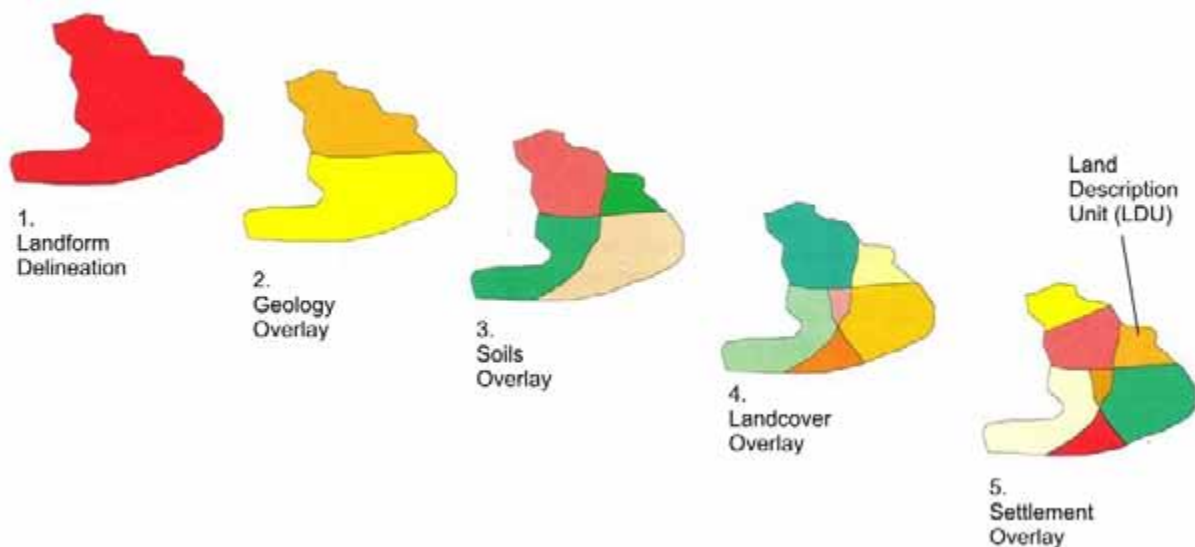 1.
Landform
Delineation
2.
Geology
Overlay
3.
Soils
Overlay
4.
Landcover
Overlay
Land
Description
Unit (LDU)
5.
Settlement
Overlay